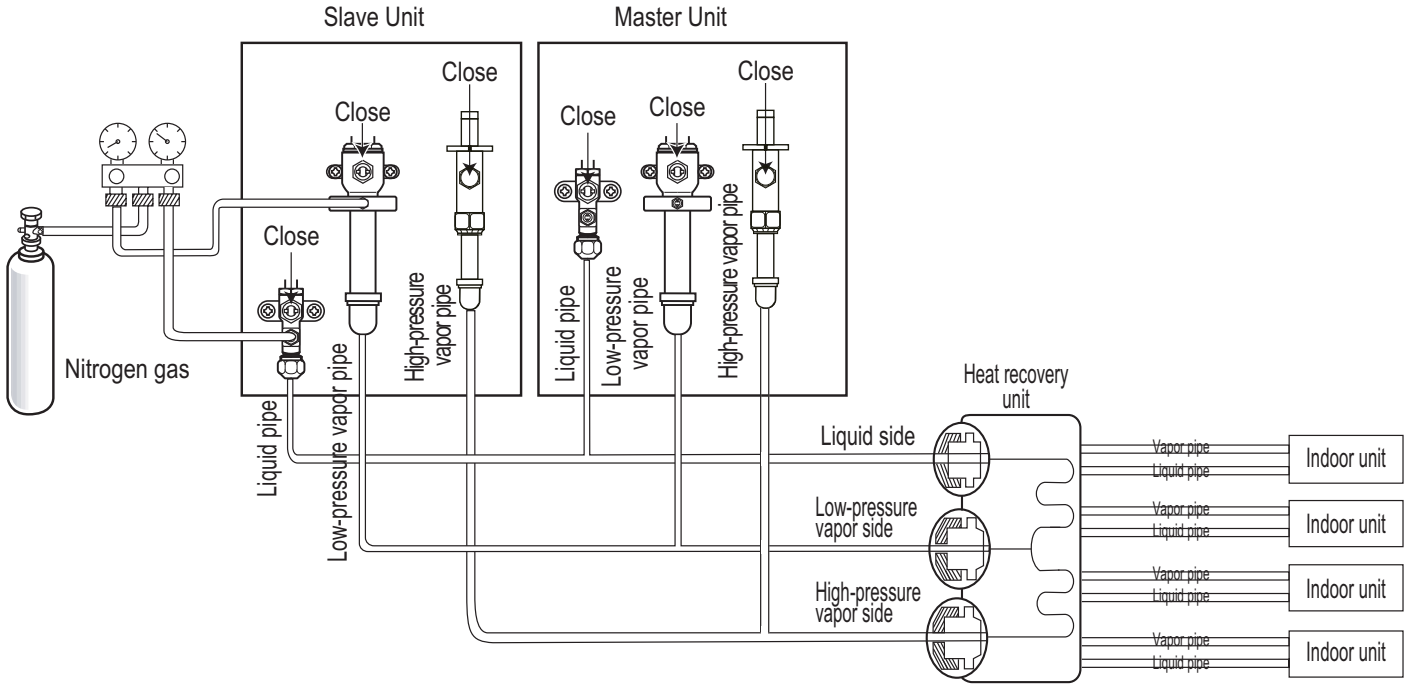 Slave Unit
Master Unit
Close
Close
Close
Close
Close
Close
Nitrogen gas
Liquid pipe
Low-pressure vapor pipe
High-pressure
vapor pipe
Liquid pipe
Low-pressure
vapor pipe
High-pressure vapor pipe
Heat recovery
unit
Liquid side
Low-pressure
vapor side
High-pressure
vapor side
Vapor pipe
Liquid pipe
Indoor unit
Vapor pipe
Liquid pipe
Indoor unit
Vapor pipe
Liquid pipe
Indoor unit
Vapor pipe
Liquid pipe
Indoor unit